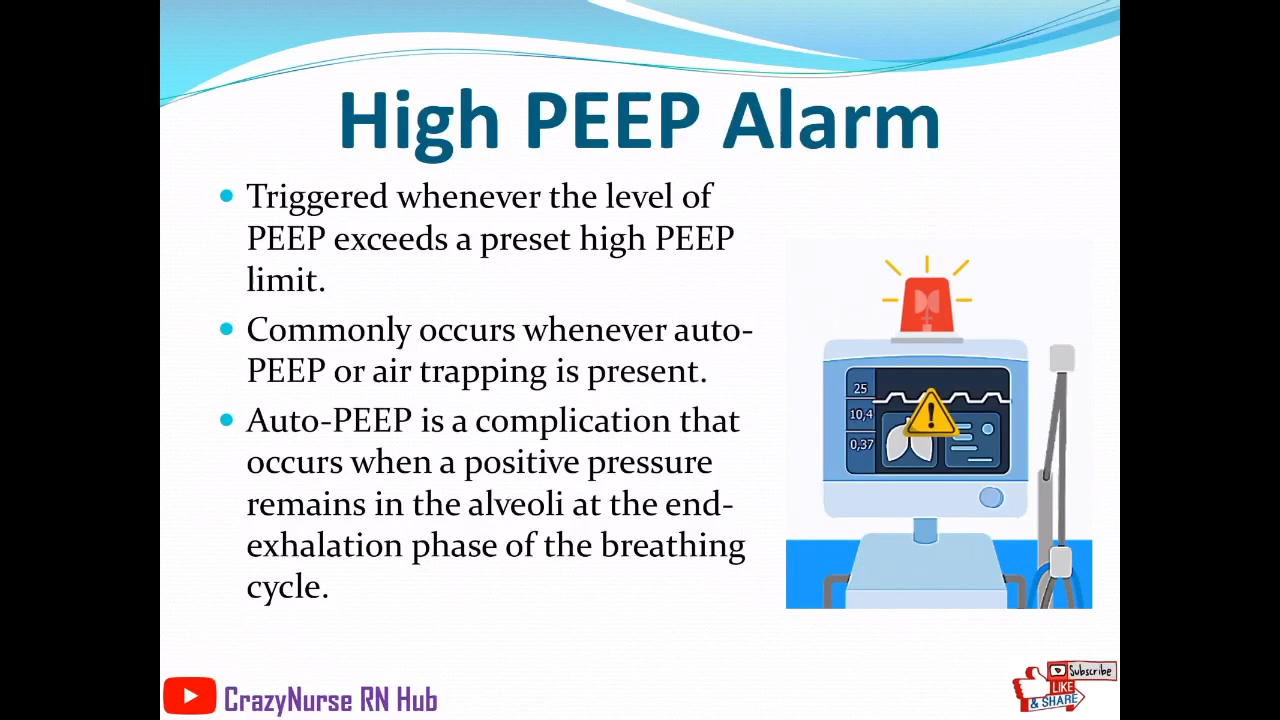 High PEEP Alarm
Triggered whenever the level of
PEEP exceeds a preset high PEEP
limit.
Commonly occurs whenever auto-
PEEP or air trapping is present.
Auto-PEEP is a complication that
occurs when a positive pressure
remains in the alveoli at the end-
exhalation phase of the breathing
cycle.
25
10,4
0,37
!
CrazyNurse RN Hub
Subscribe
LIKE
& SHARE